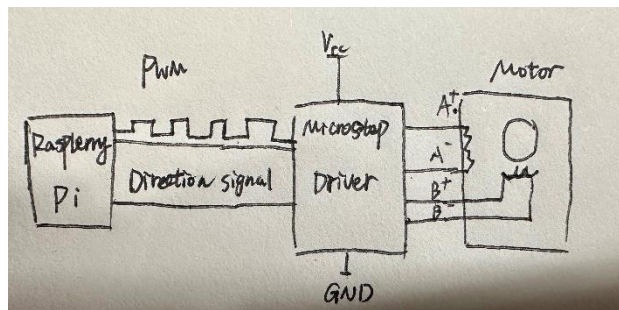 PWM
Vcc
Motor
Raspberry
Pi
Direction signal
Microstep
Driver
A+
A-
B+
B-
GND